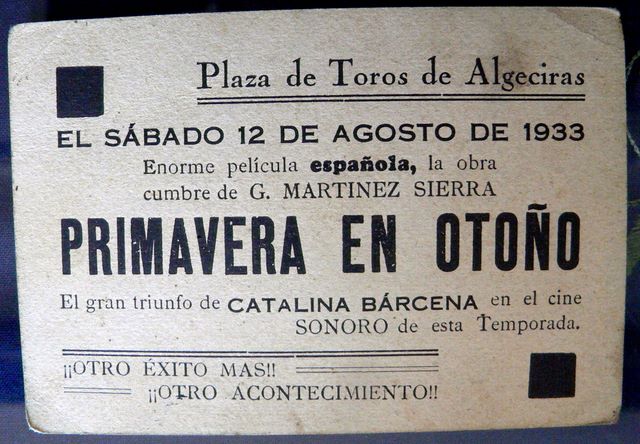 Plaza de Toros de Algeciras
EL SÁBADO 12 DE AGOSTO DE 1933
Enorme película española, la obra
cumbre de G. MARTINEZ SIERRA
PRIMAVERA EN OTOÑO
El gran triunfo de CATALINA BÁRCENA en el cine
SONORO de esta Temporada.
¡¡OTRO ÉXITO MAS!!
¡¡OTRO ACONTECIMIENTO!!